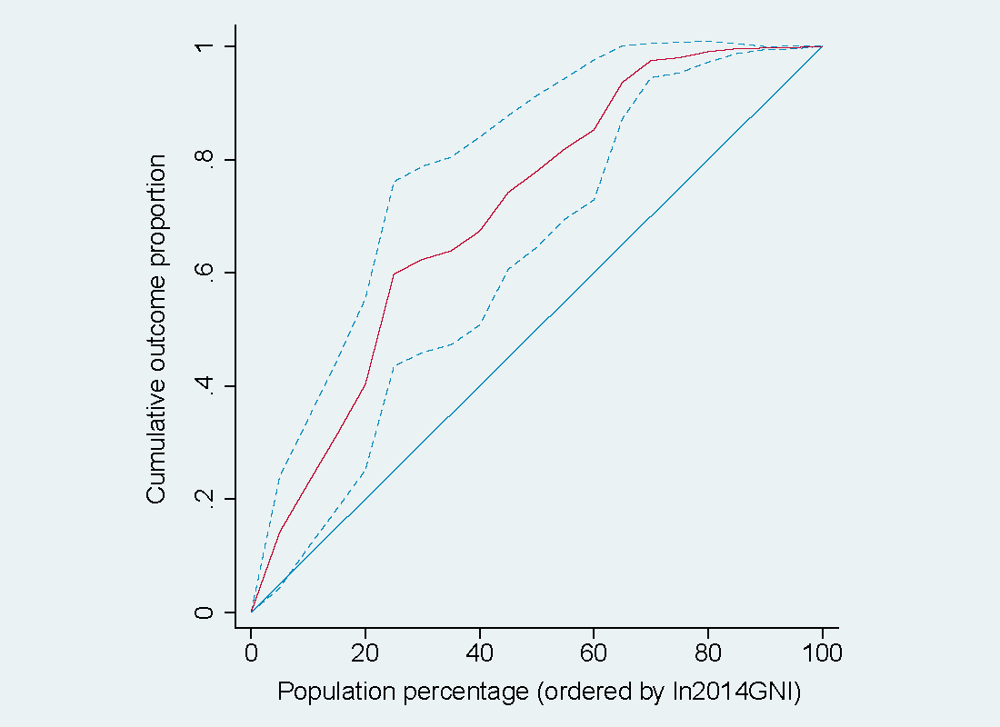 Cumulative outcome proportion
1
.8
.6
.4
.2
0
0 20 40 60 80 100
Population percentage (ordered by ln2014GNI)